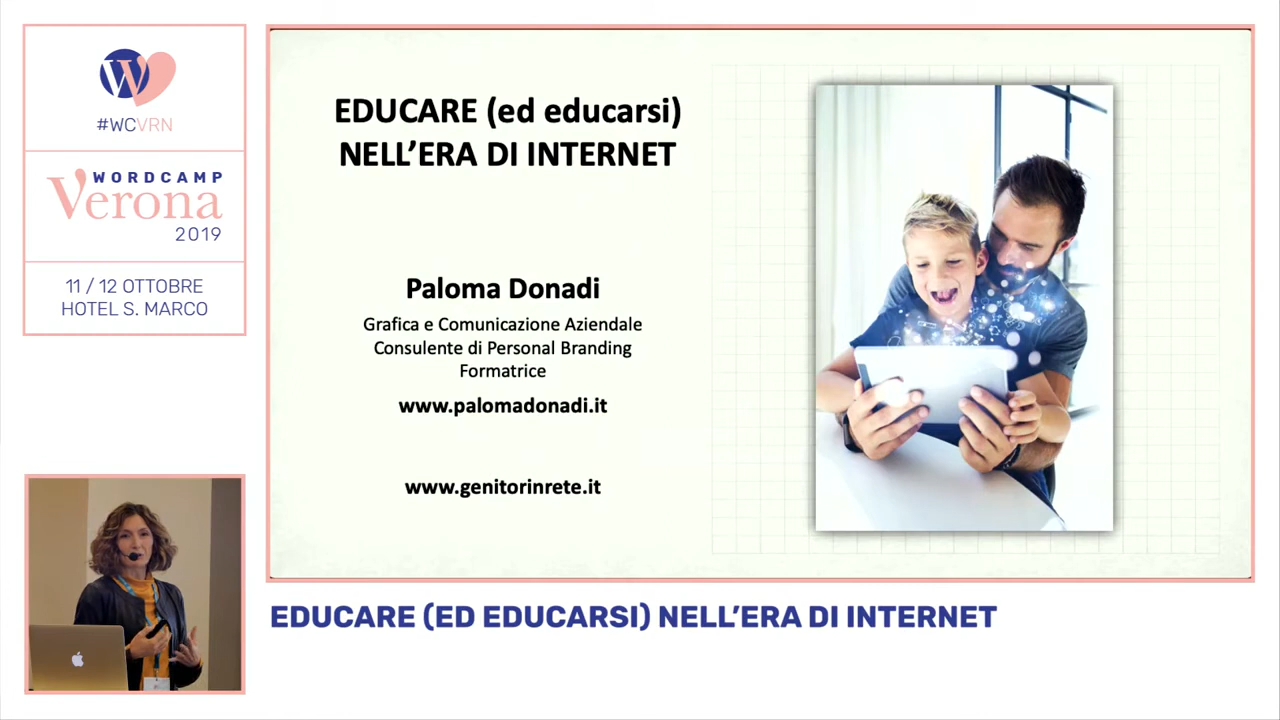 #WCVRN
WORDCAMP
Verona
2019
11 / 12 OTTOBRE
HOTEL S. MARCO
EDUCARE (ed educarsi)
NELL’ERA DI INTERNET
Paloma Donadi
Grafica e Comunicazione Aziendale
Consulente di Personal Branding
Formatrice
www.palomadonadi.it
www.genitorinrete.it
EDUCARE (ED EDUCARSI) NELL’ERA DI INTERNET